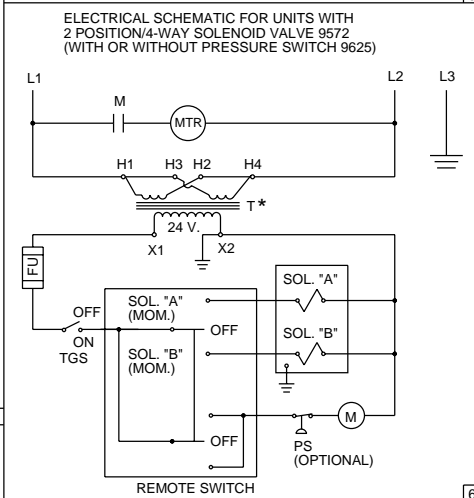 ELECTRICAL SCHEMATIC FOR UNITS WITH
2 POSITION/4-WAY SOLENOID VALVE 9572
(WITH OR WITHOUT PRESSURE SWITCH 9625)
L1
L2
L3
M
MTR
H1
H3
H2
H4
T*
24 V.
X1
X2
FU
OFF
ON
TGS
SOL. "A"
(MOM.)
OFF
SOL. "B"
(MOM.)
OFF
SOL. "A"
SOL. "B"
M
PS
(OPTIONAL)
REMOTE SWITCH